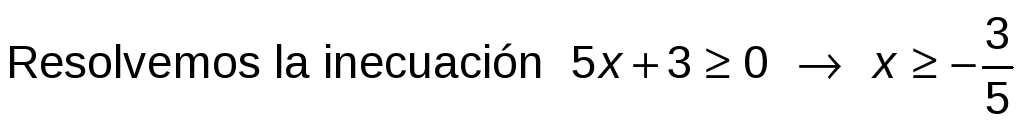 Resolvemos la inecuación 5x + 3 ≥ 0 → x ≥ −3/5